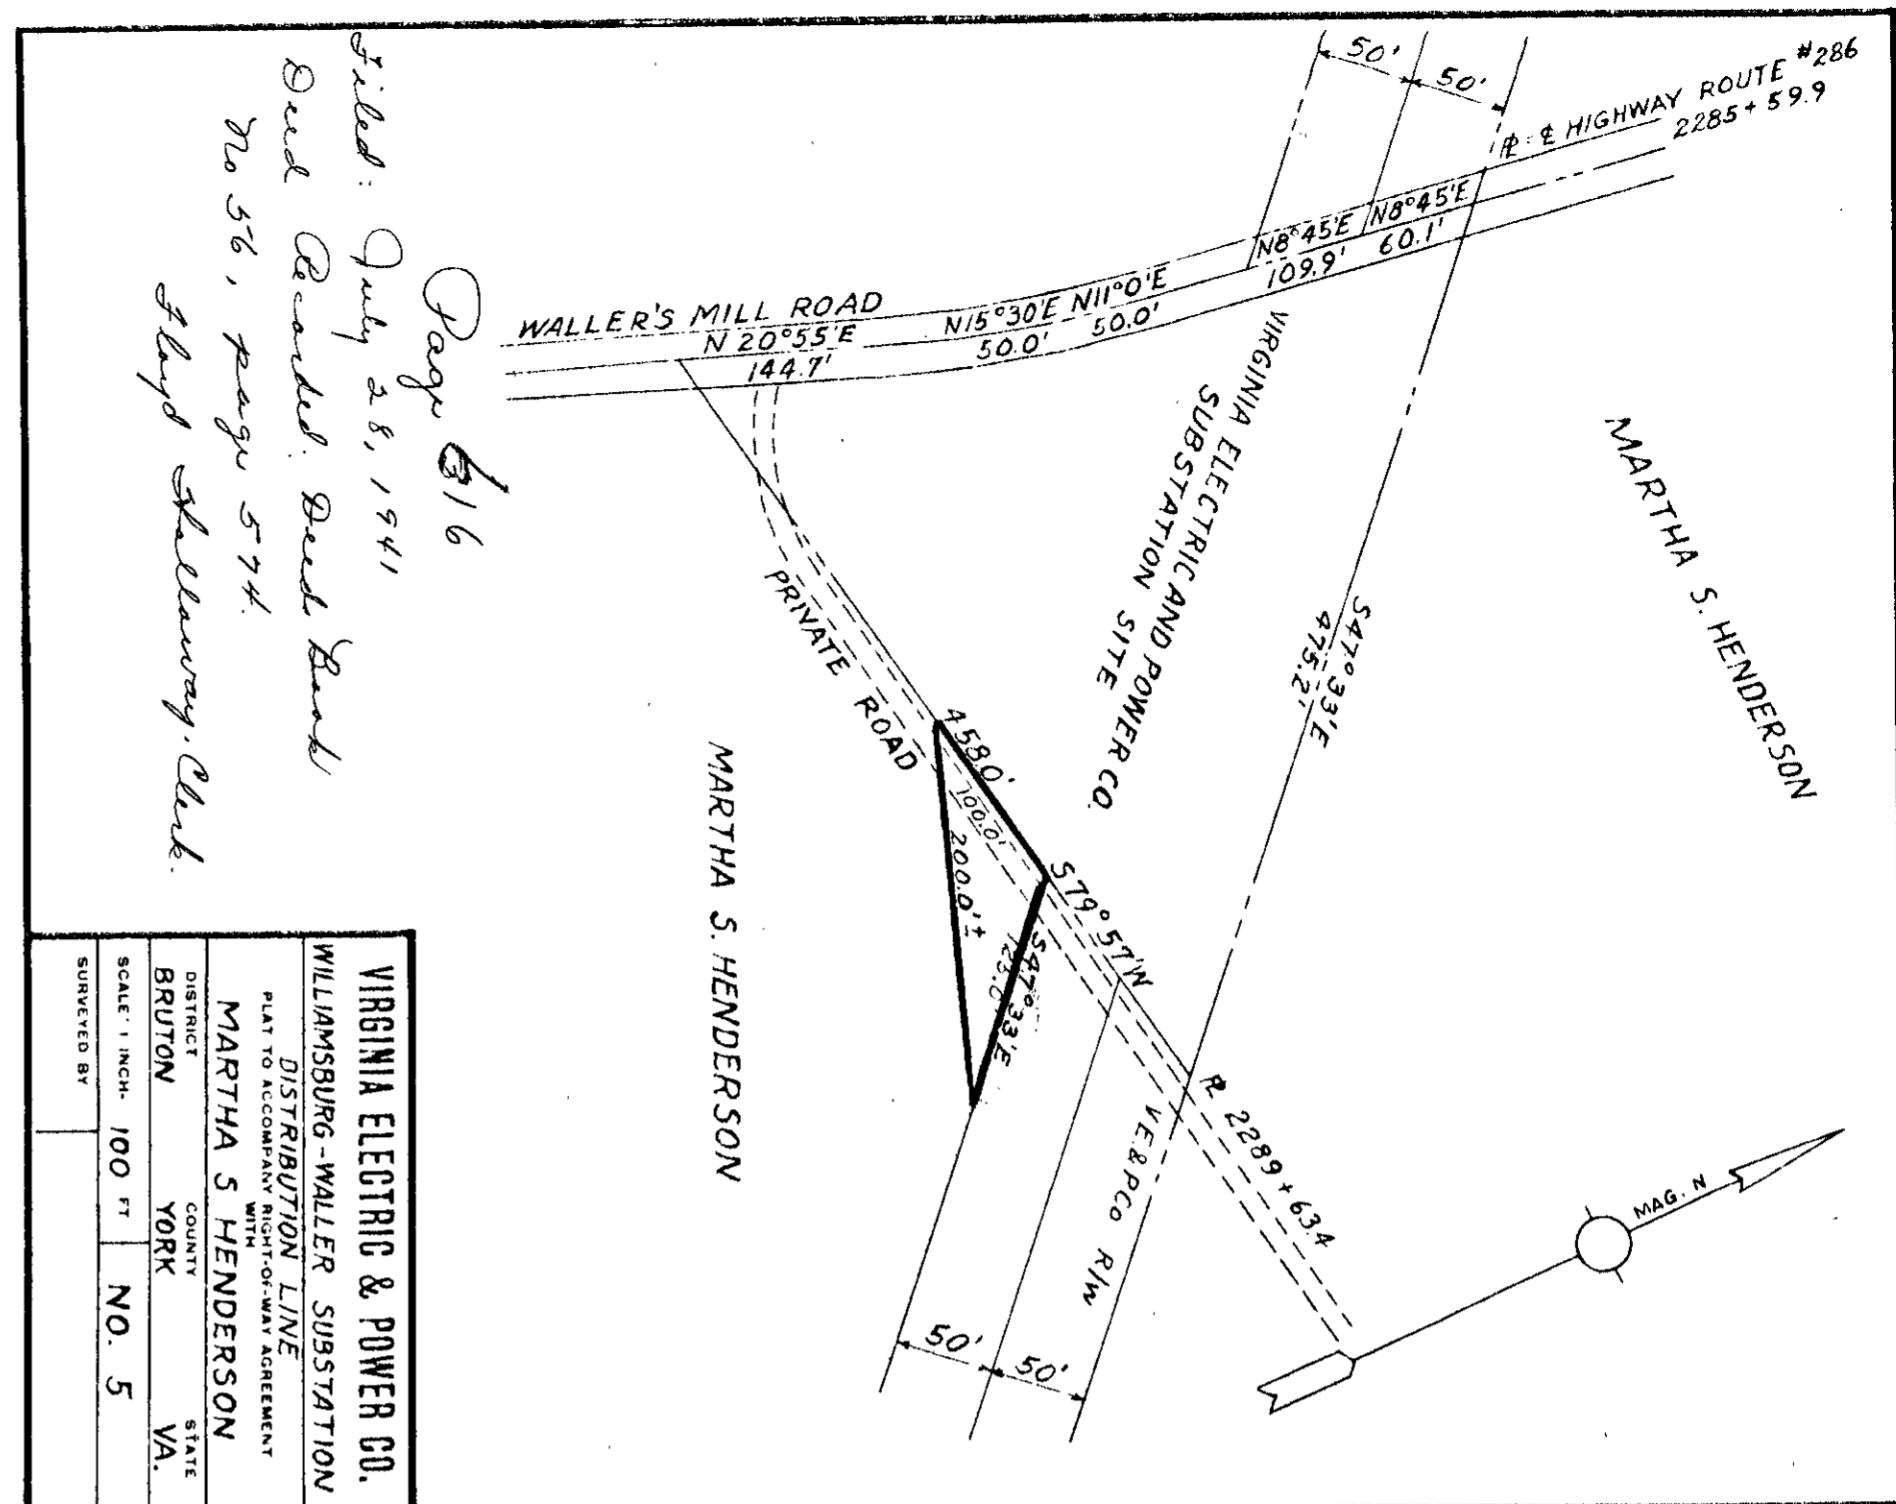 50'
50'
℄ HIGHWAY ROUTE #286
2285+59.9
N8°45'E
N8°45'E
109.9'
60.1'
WALLER'S MILL ROAD
N 20°55'E
144.7'
N15°30'E
50.0'
N11°0'E
50.0'
VIRGINIA ELECTRIC AND POWER CO.
SUBSTATION SITE
MARTHA S. HENDERSON
S47°33'E
475.2'
PRIVATE ROAD
458.0'
100.0'
200.0'±
S79°57'W
S47°33'E
MARTHA S. HENDERSON
2289+63.4
V.E.&P.Co R/W
50'
50'
MAG. N
Page 616
Filed: July 28, 1941
Deed Recorded: Deed Book
No 56, page 574.
Floyd Holloway. Clerk.
VIRGINIA ELECTRIC & POWER CO.
WILLIAMSBURG-WALLER SUBSTATION
DISTRIBUTION LINE
PLAT TO ACCOMPANY RIGHT-OF-WAY AGREEMENT
WITH
MARTHA S HENDERSON
DISTRICT COUNTY STATE
BRUTON YORK VA.
SCALE 1 INCH- 100 FT NO. 5
SURVEYED BY